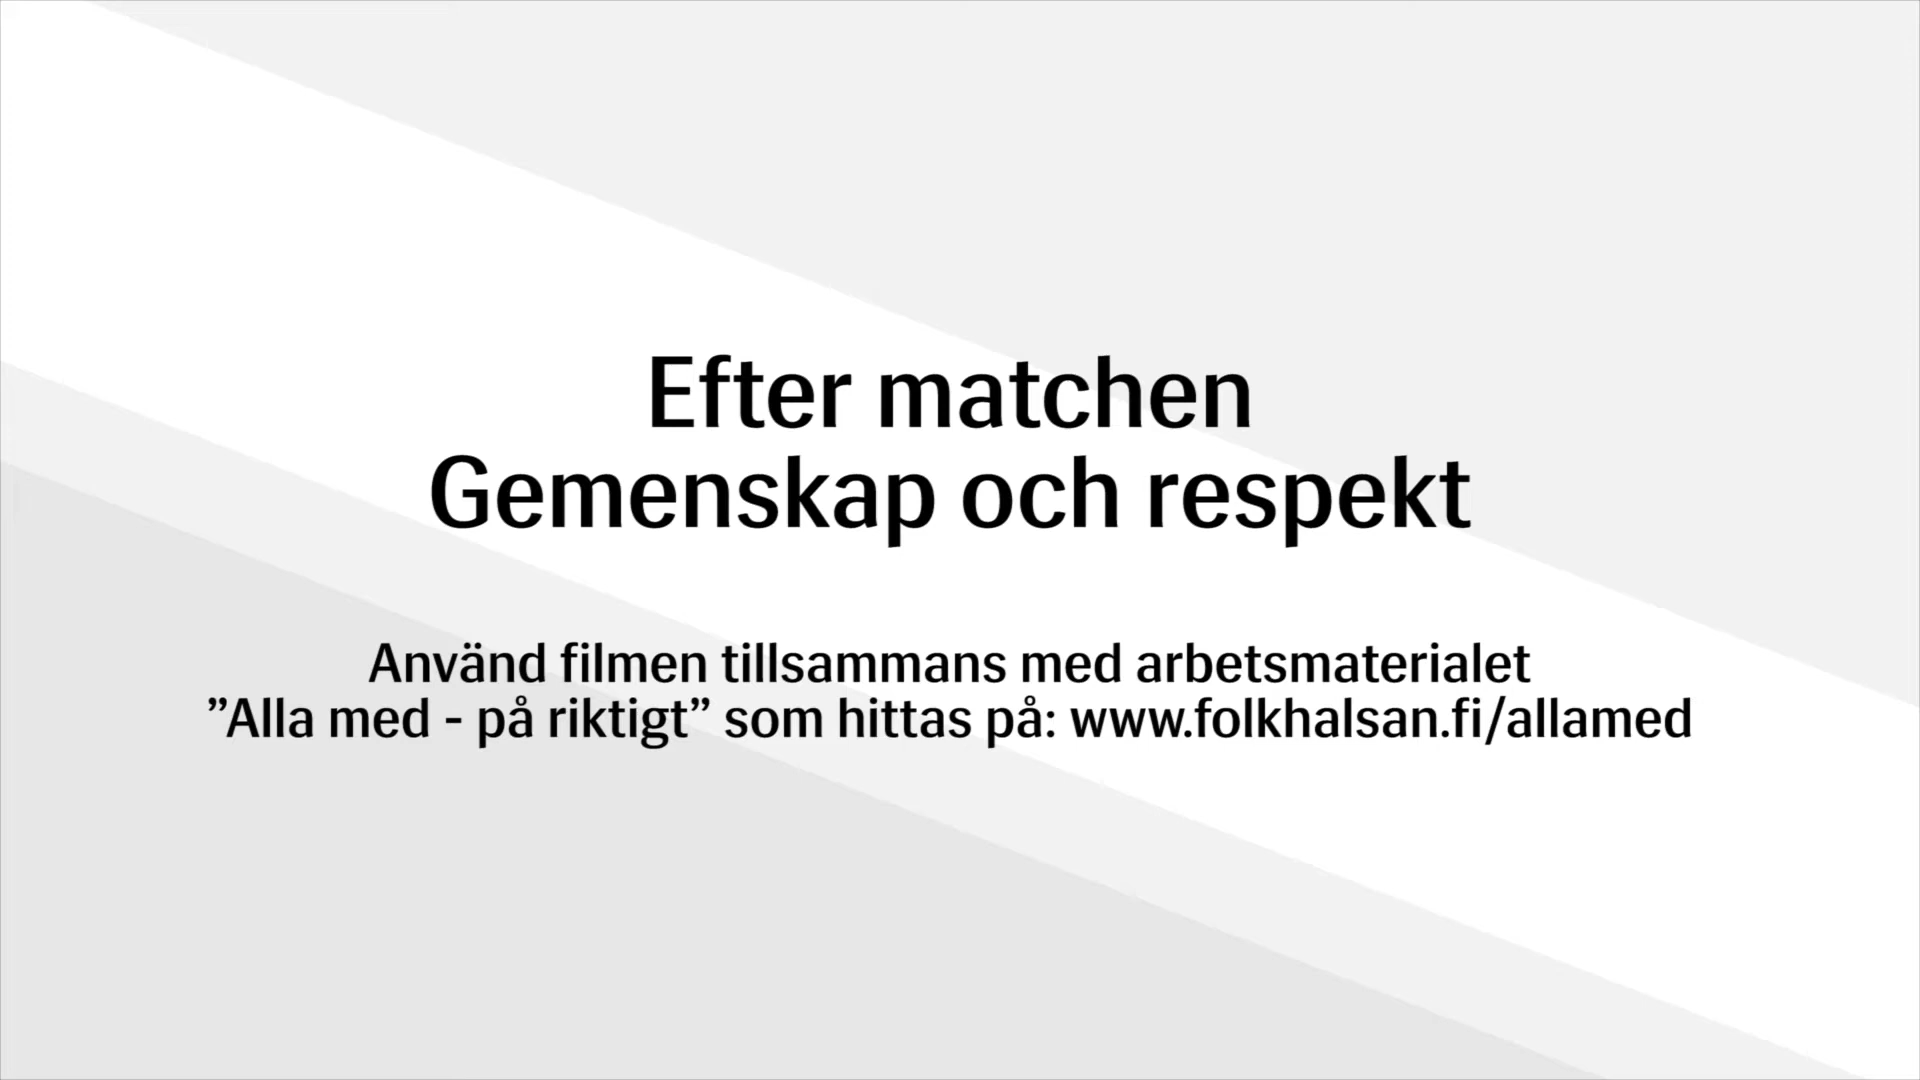 Efter matchen
Gemenskap och respekt
Använd filmen tillsammans med arbetsmaterialet
”Alla med - på riktigt” som hittas på: www.folkhalsan.fi/allamed